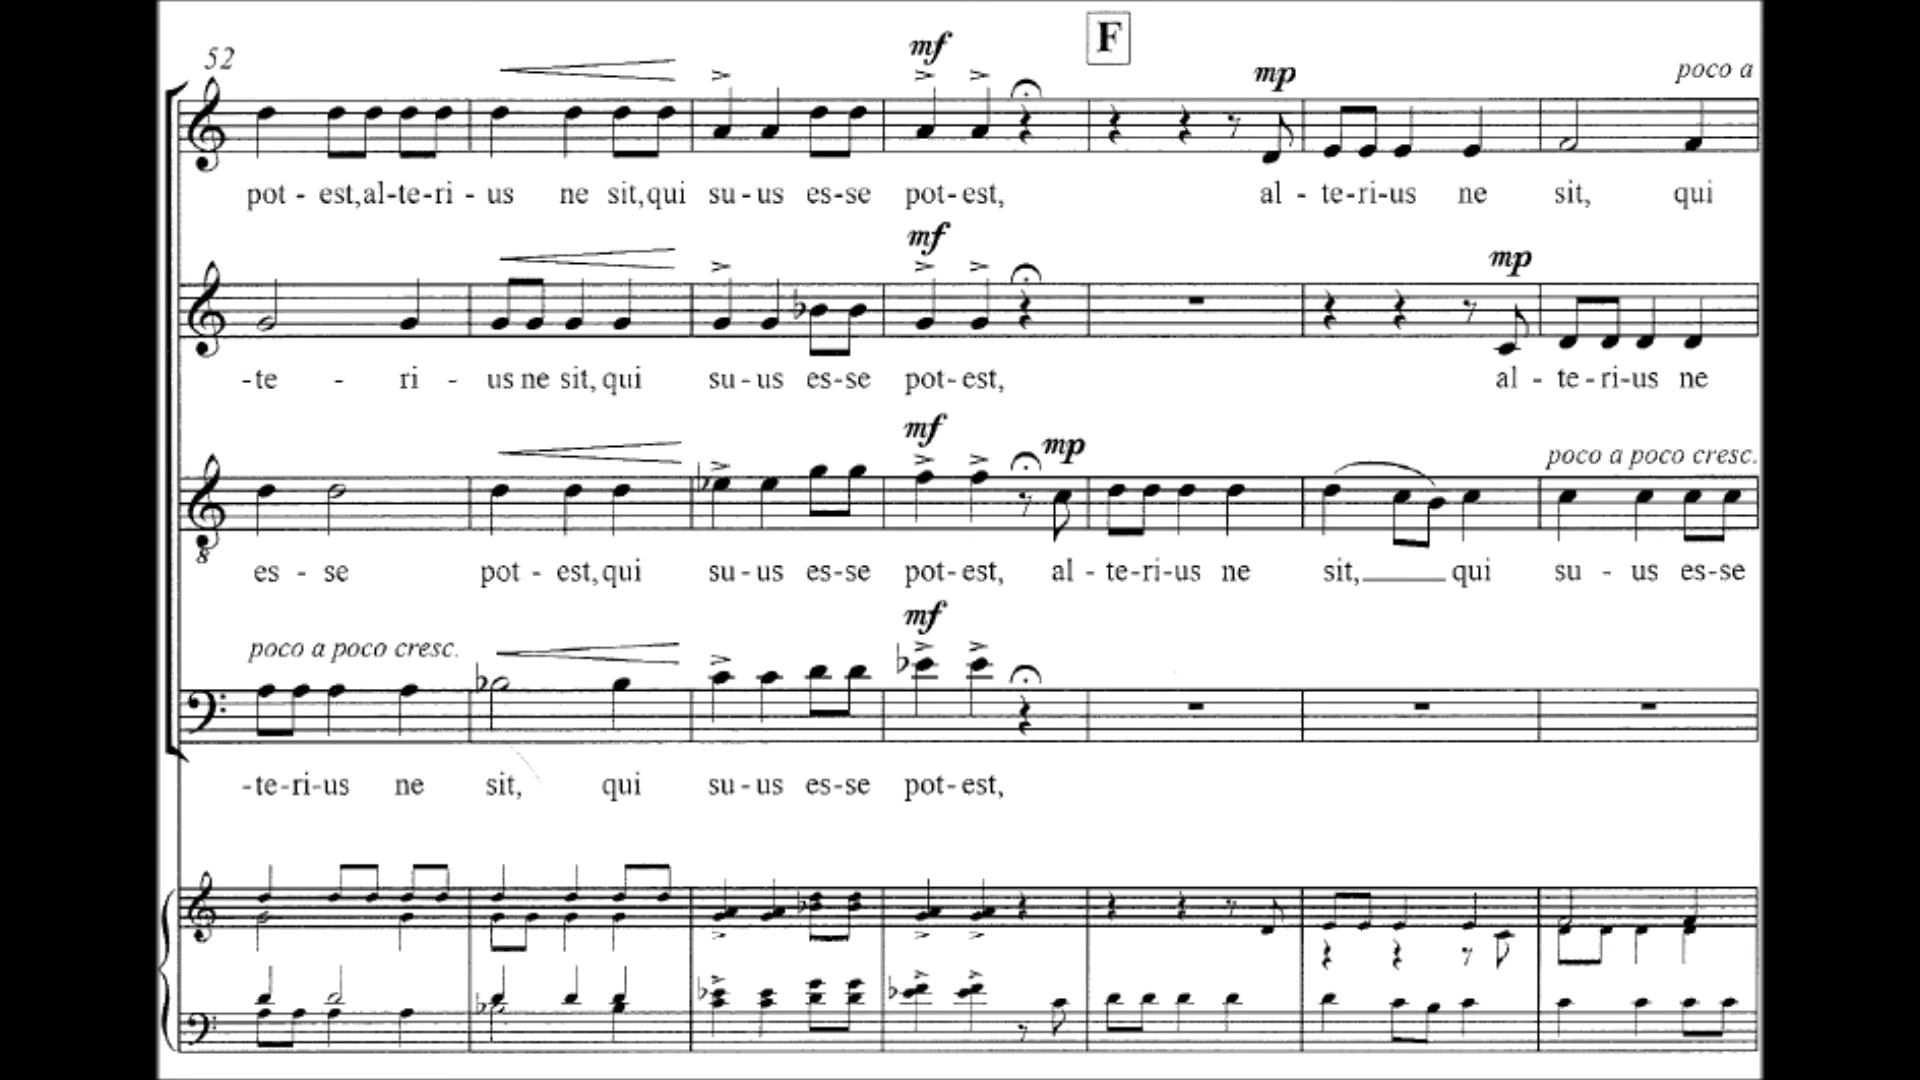 F
52 mf mp poco a
pot - est,al-te-ri - us ne sit,qui su-us es-se pot-est, al - te-ri-us ne sit, qui
mf mp
-te - ri - us ne sit, qui su-us es-se pot-est, al - te-ri-us ne
mf mp poco a poco cresc.
8
es - se pot - est,qui su-us es-se pot-est, al - te-ri-us ne sit, qui su - us es-se
mf
poco a poco cresc.
-te-ri-us ne sit, qui su-us es-se pot-est,